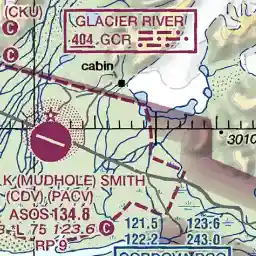 (CKU)
C
GLACIER RIVER
404 GCR
C
cabin
3010
K (MUDHOLE) SMITH
(CDV) (PACV)
ASOS 134.8
L 75 123.6 C
RP 9
121.5 123.6
122.2 243.0